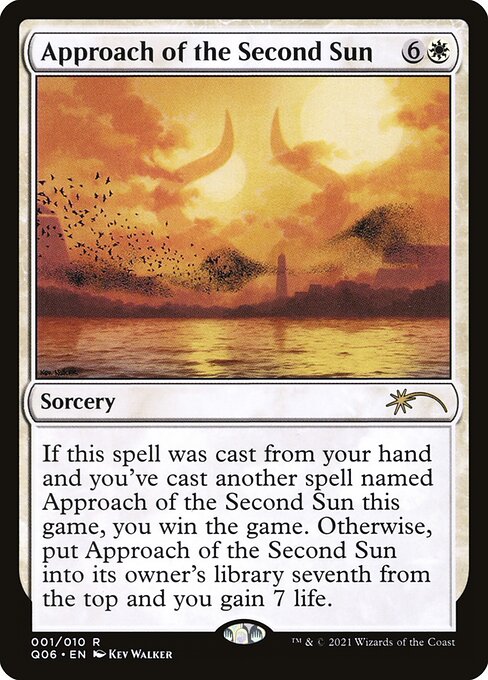 Approach of the Second Sun 6
Sorcery
If this spell was cast from your hand
and you've cast another spell named
Approach of the Second Sun this
game, you win the game. Otherwise,
put Approach of the Second Sun
into its owner's library seventh from
the top and you gain 7 life.
001/010 R
Q06 • EN Kev Walker
™ & © 2021 Wizards of the Coast